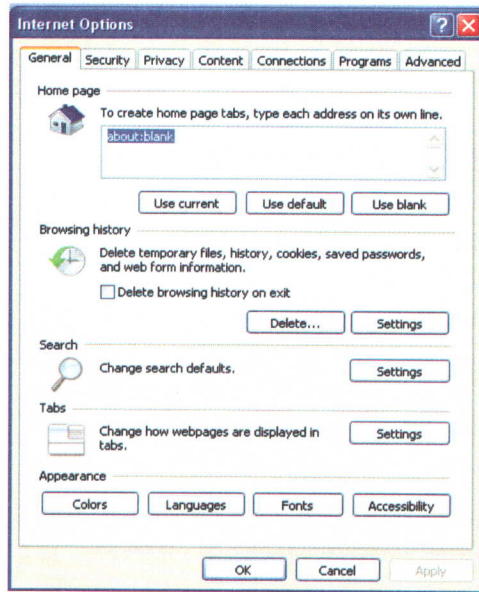 Internet Options
General Security Privacy Content Connections Programs Advanced
Home page
To create home page tabs, type each address on its own line.
about:blank
Use current Use default Use blank
Browsing history
Delete temporary files, history, cookies, saved passwords,
and web form information.
Delete browsing history on exit
Delete... Settings
Search
Change search defaults. Settings
Tabs
Change how webpages are displayed in
tabs. Settings
Appearance
Colors Languages Fonts Accessibility
OK Cancel Apply